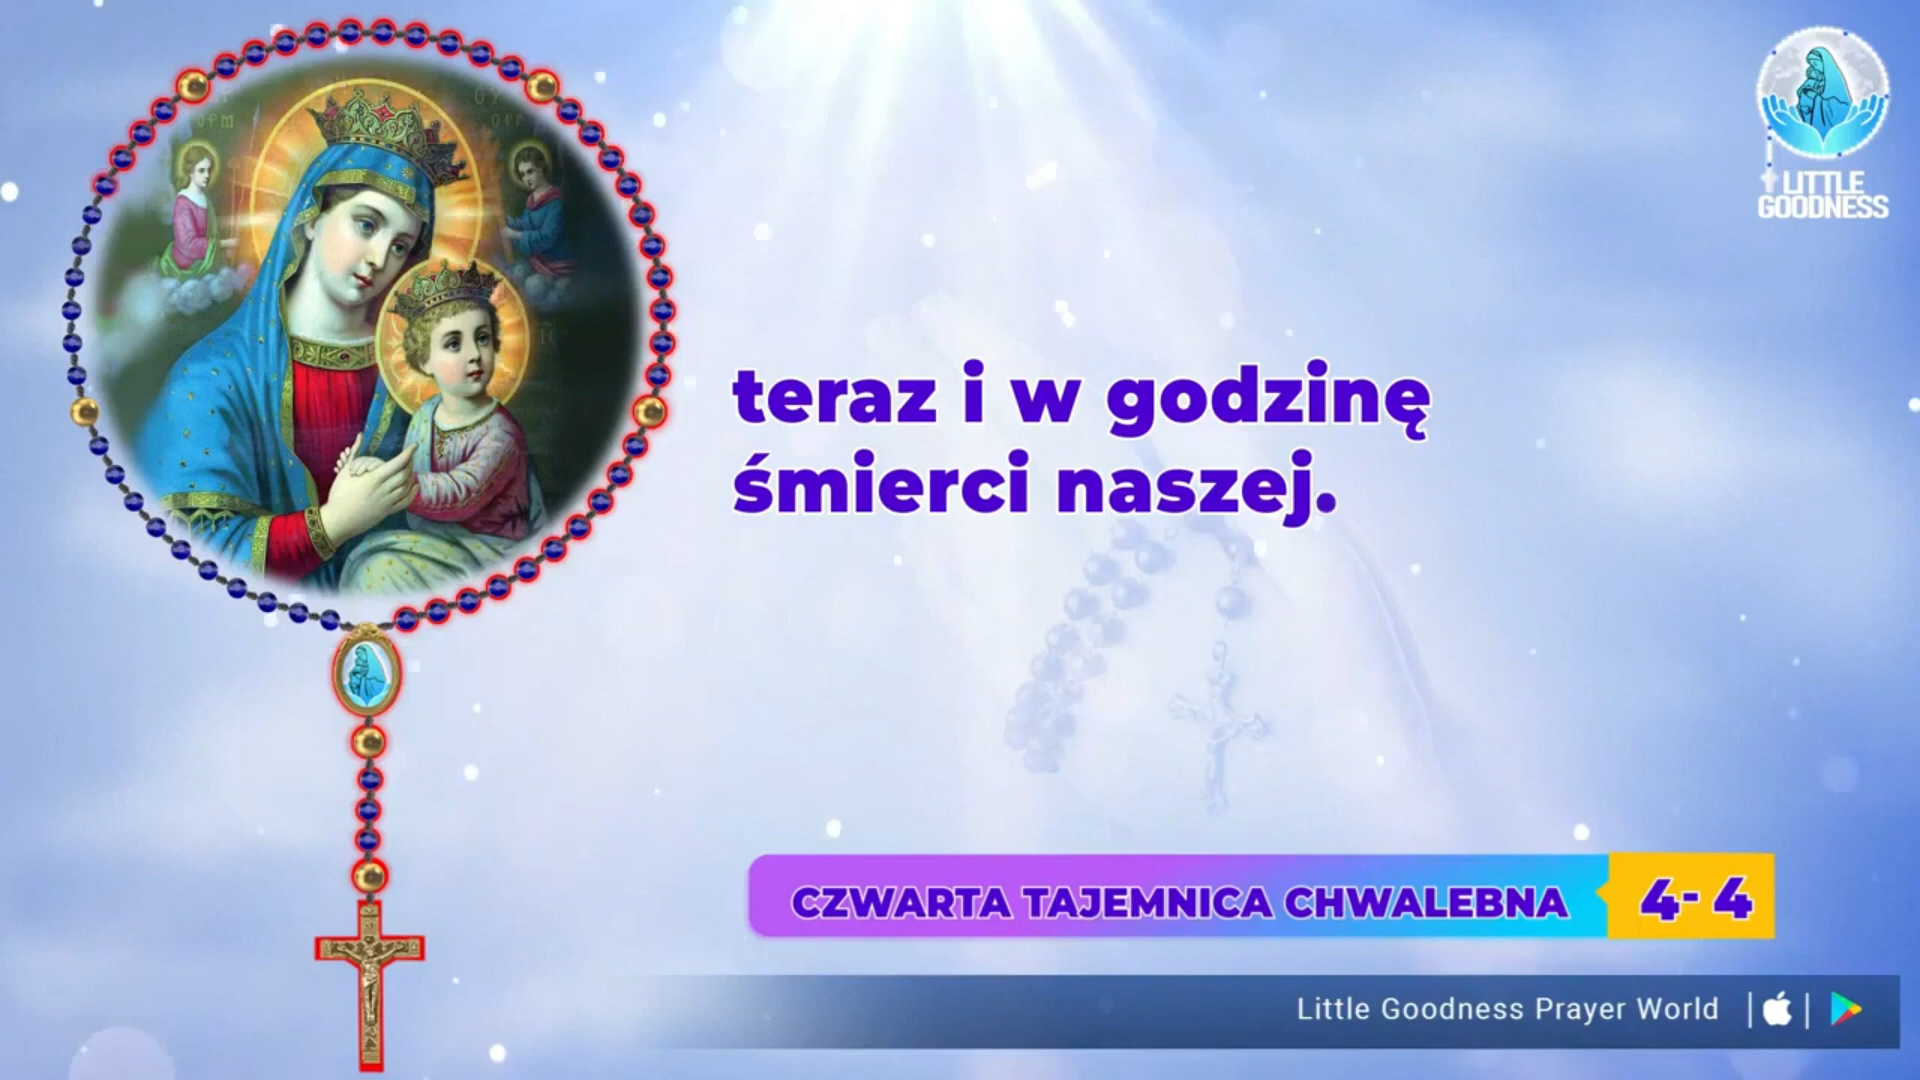 LITTLE
GOODNESS
teraz i w godzinę
śmierci naszej.
CZWARTA TAJEMNICA CHWALEBNA
4- 4
Little Goodness Prayer World